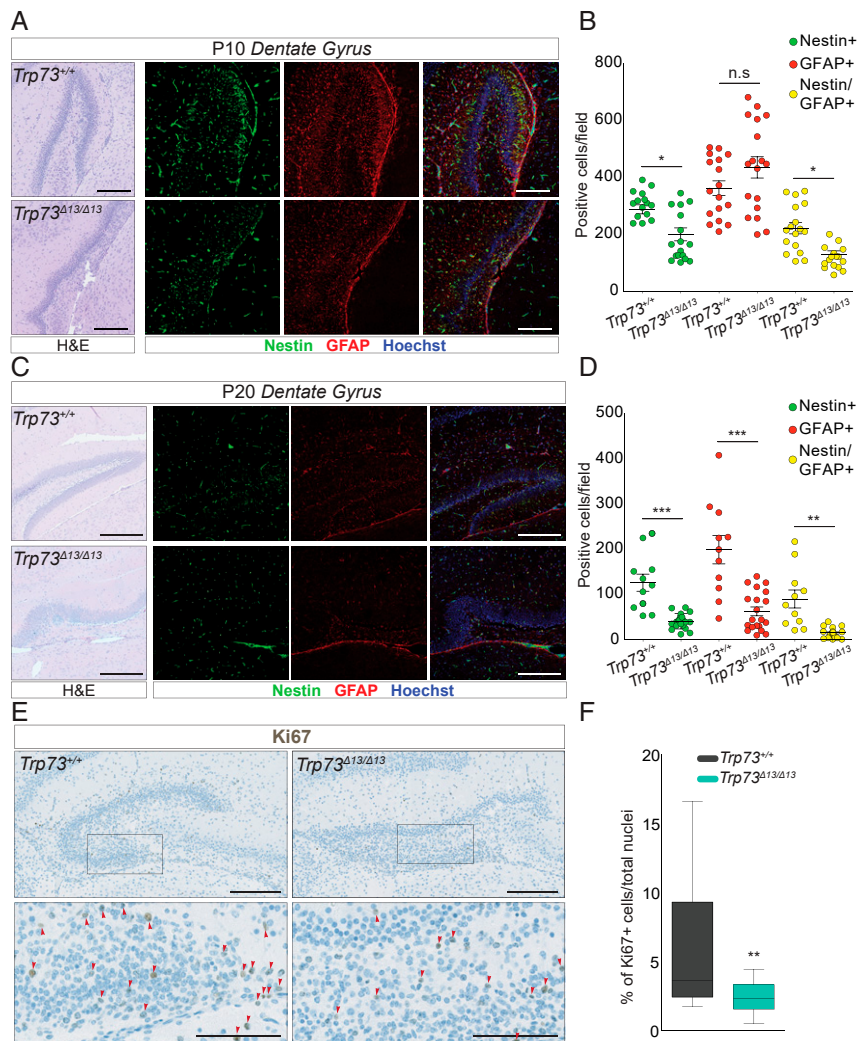 A
P10 Dentate Gyrus
Trp73+/+
Trp73Δ13/Δ13
H&E
Nestin GFAP Hoechst
B
Nestin+
GFAP+
Nestin/
GFAP+
Positive cells/field
800
600
400
200
0
*
n.s
*
Trp73+/+
Trp73Δ13/Δ13
Trp73+/+
Trp73Δ13/Δ13
Trp73+/+
Trp73Δ13/Δ13
C
P20 Dentate Gyrus
Trp73+/+
Trp73Δ13/Δ13
H&E
Nestin GFAP Hoechst
D
Nestin+
GFAP+
Nestin/
GFAP+
Positive cells/field
500
400
300
200
100
0
***
***
**
Trp73+/+
Trp73Δ13/Δ13
Trp73+/+
Trp73Δ13/Δ13
Trp73+/+
Trp73Δ13/Δ13
E
Ki67
Trp73+/+
Trp73Δ13/Δ13
F
% of Ki67+ cells/total nuclei
20
15
10
5
0
Trp73+/+
Trp73Δ13/Δ13
**